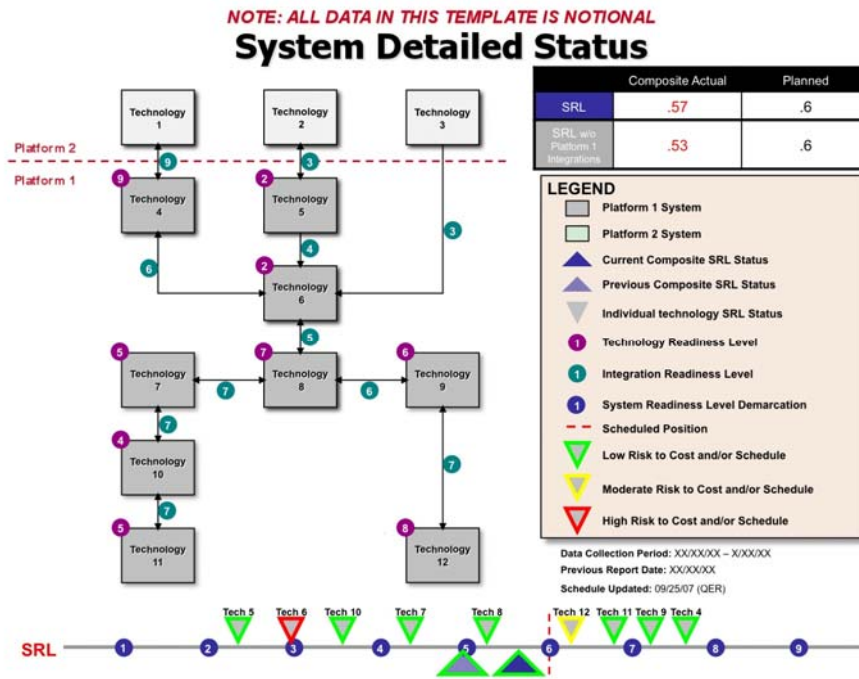 NOTE: ALL DATA IN THIS TEMPLATE IS NOTIONAL
System Detailed Status
Composite Actual
Planned
SRL
.57
.6
SRL w/o
Platform 1
Integrations
.53
.6
Technology
1
Technology
2
Technology
3
Platform 2
9
3
Platform 1
9
Technology
4
2
Technology
5
3
4
6
2
Technology
6
5
5
Technology
7
7
Technology
8
6
Technology
9
7
6
7
4
Technology
10
7
7
5
Technology
11
8
Technology
12
LEGEND
Platform 1 System
Platform 2 System
Current Composite SRL Status
Previous Composite SRL Status
Individual technology SRL Status
1
Technology Readiness Level
1
Integration Readiness Level
1
System Readiness Level Demarcation
Scheduled Position
Low Risk to Cost and/or Schedule
Moderate Risk to Cost and/or Schedule
High Risk to Cost and/or Schedule
Data Collection Period: XX/XX/XX – X/XX/XX
Previous Report Date: XX/XX/XX
Schedule Updated: 09/25/07 (QER)
Tech 5
Tech 6
Tech 10
Tech 7
Tech 8
Tech 12
Tech 11
Tech 9
Tech 4
SRL
1
2
3
4
5
6
7
8
9